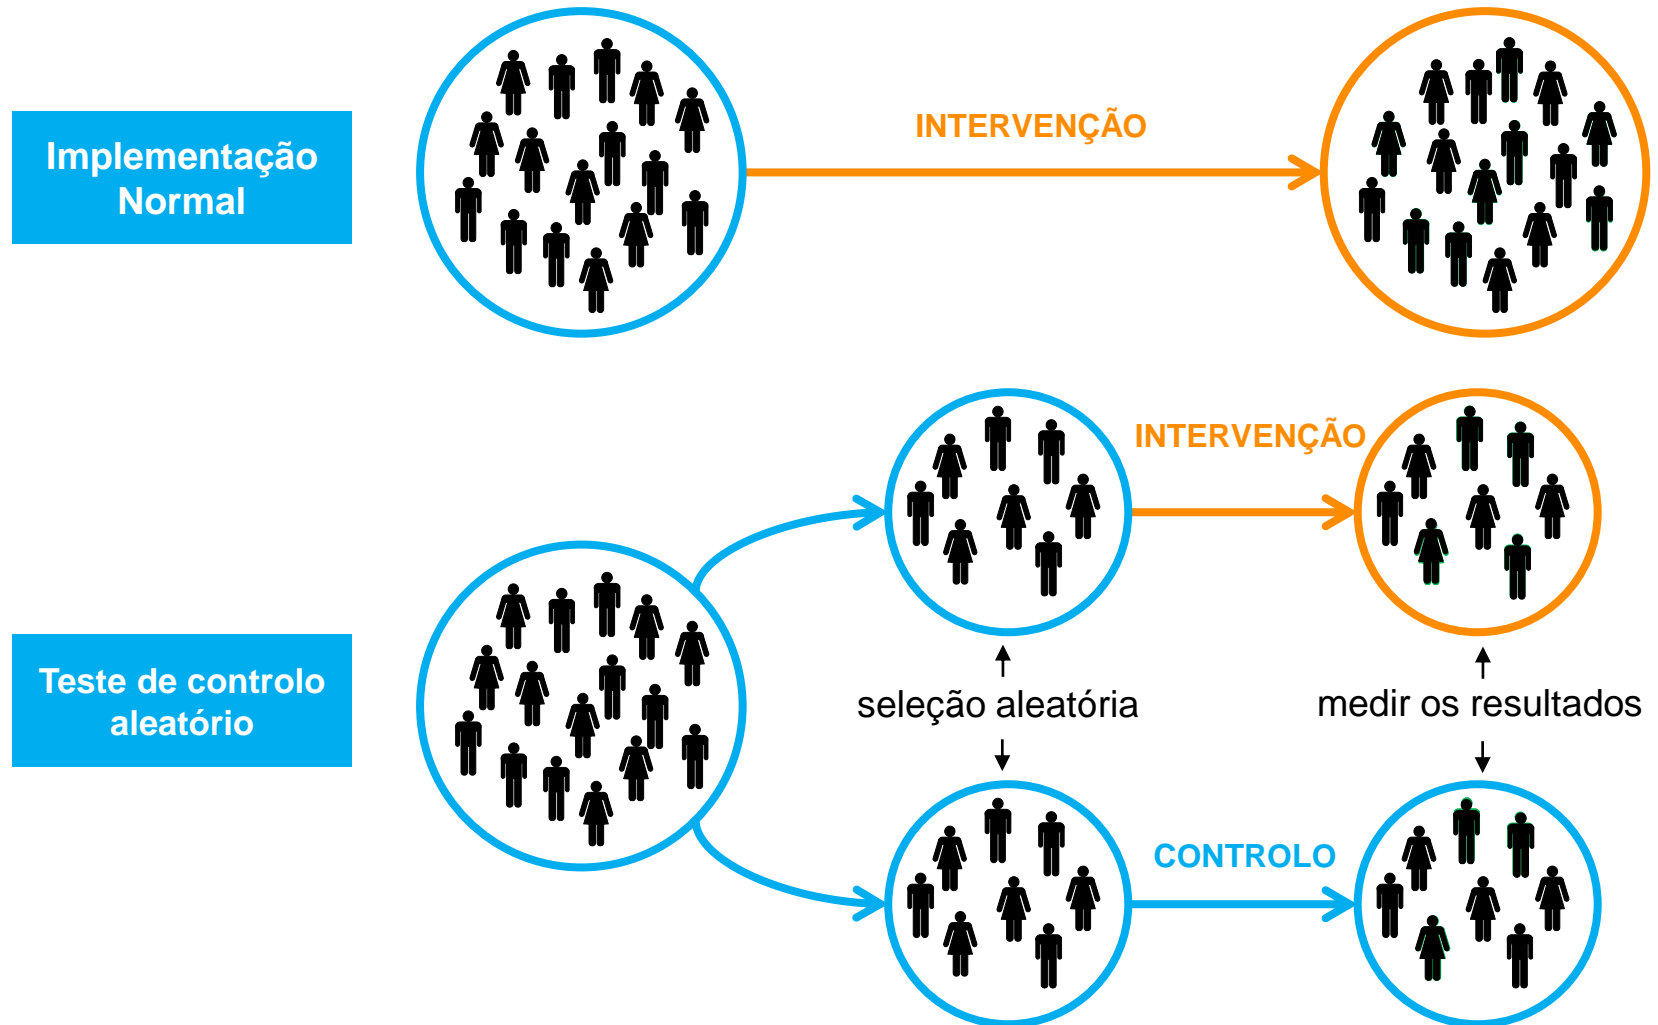 Implementação
Normal
INTERVENÇÃO
INTERVENÇÃO
Teste de controlo
aleatório
seleção aleatória
medir os resultados
CONTROLO